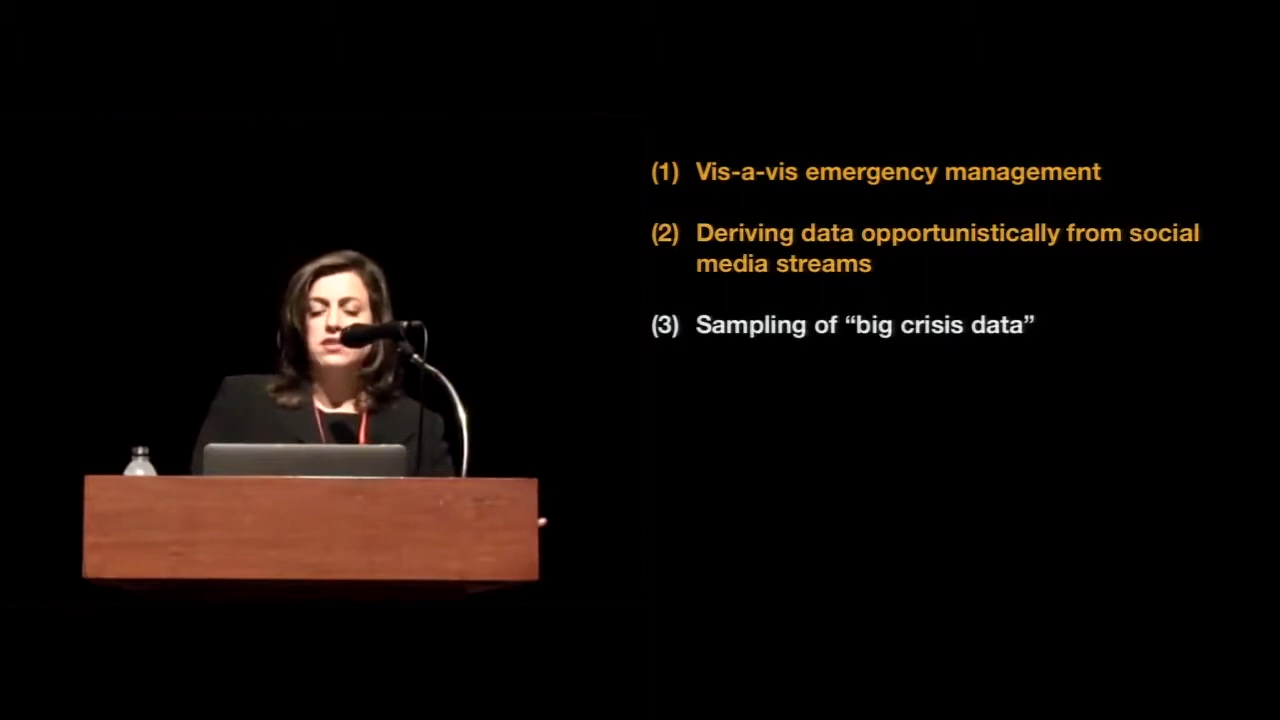 (1) Vis-a-vis emergency management
(2) Deriving data opportunistically from social
media streams
(3) Sampling of “big crisis data”